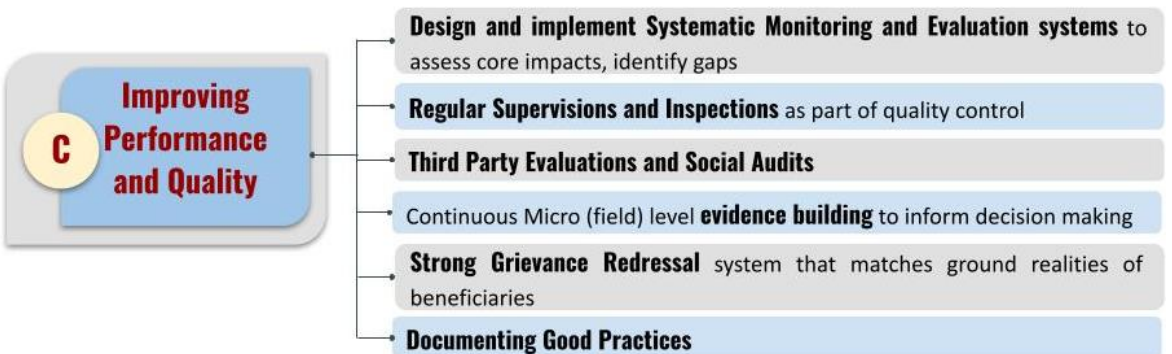 C
Improving
Performance
and Quality
Design and implement Systematic Monitoring and Evaluation systems to
assess core impacts, identify gaps
Regular Supervisions and Inspections as part of quality control
Third Party Evaluations and Social Audits
Continuous Micro (field) level evidence building to inform decision making
Strong Grievance Redressal system that matches ground realities of
beneficiaries
Documenting Good Practices